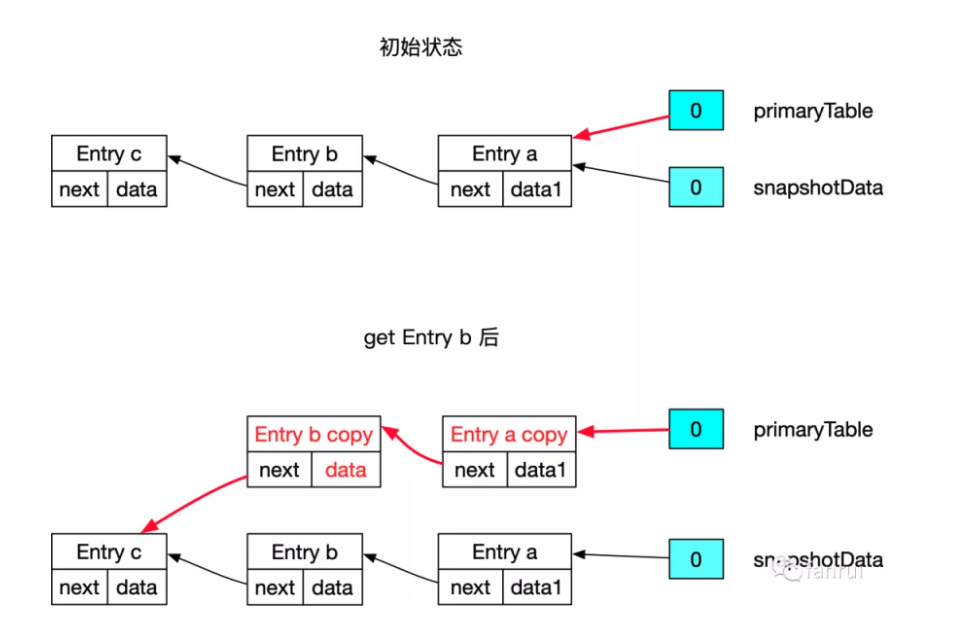 初始状态
0 primaryTable
Entry c Entry b Entry a
next data next data next data1
0 snapshotData
get Entry b 后
Entry b copy Entry a copy 0 primaryTable
next data next data1
Entry c Entry b Entry a
next data next data next data1
0 snapshotData
fanrui